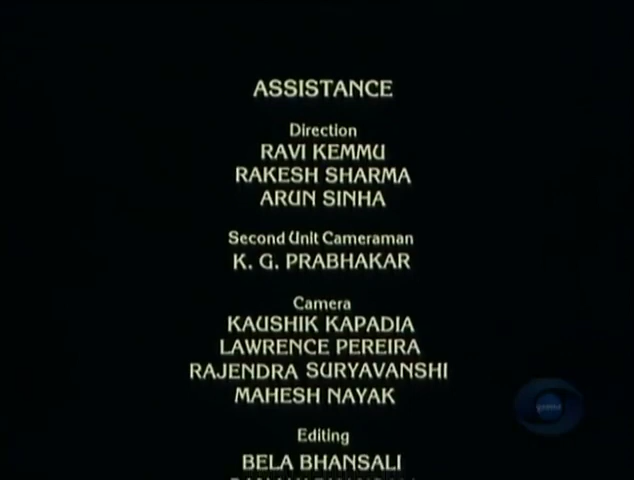 ASSISTANCE
Direction
RAVI KEMMU
RAKESH SHARMA
ARUN SINHA
Second Unit Cameraman
K. G. PRABHAKAR
Camera
KAUSHIK KAPADIA
LAWRENCE PEREIRA
RAJENDRA SURYAVANSHI
MAHESH NAYAK
Editing
BELA BHANSALI